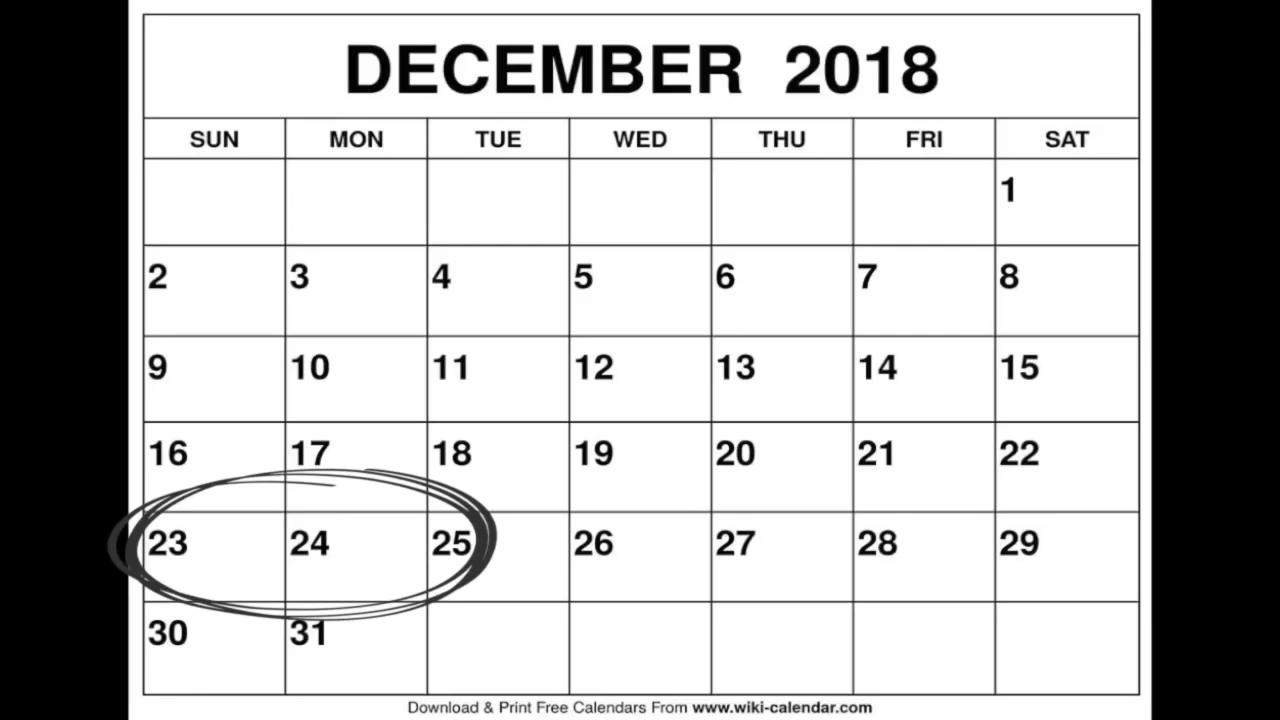 DECEMBER 2018
SUN MON TUE WED THU FRI SAT
1
2 3 4 5 6 7 8
9 10 11 12 13 14 15
16 17 18 19 20 21 22
23 24 25 26 27 28 29
30 31
Download & Print Free Calendars From www.wiki-calendar.com